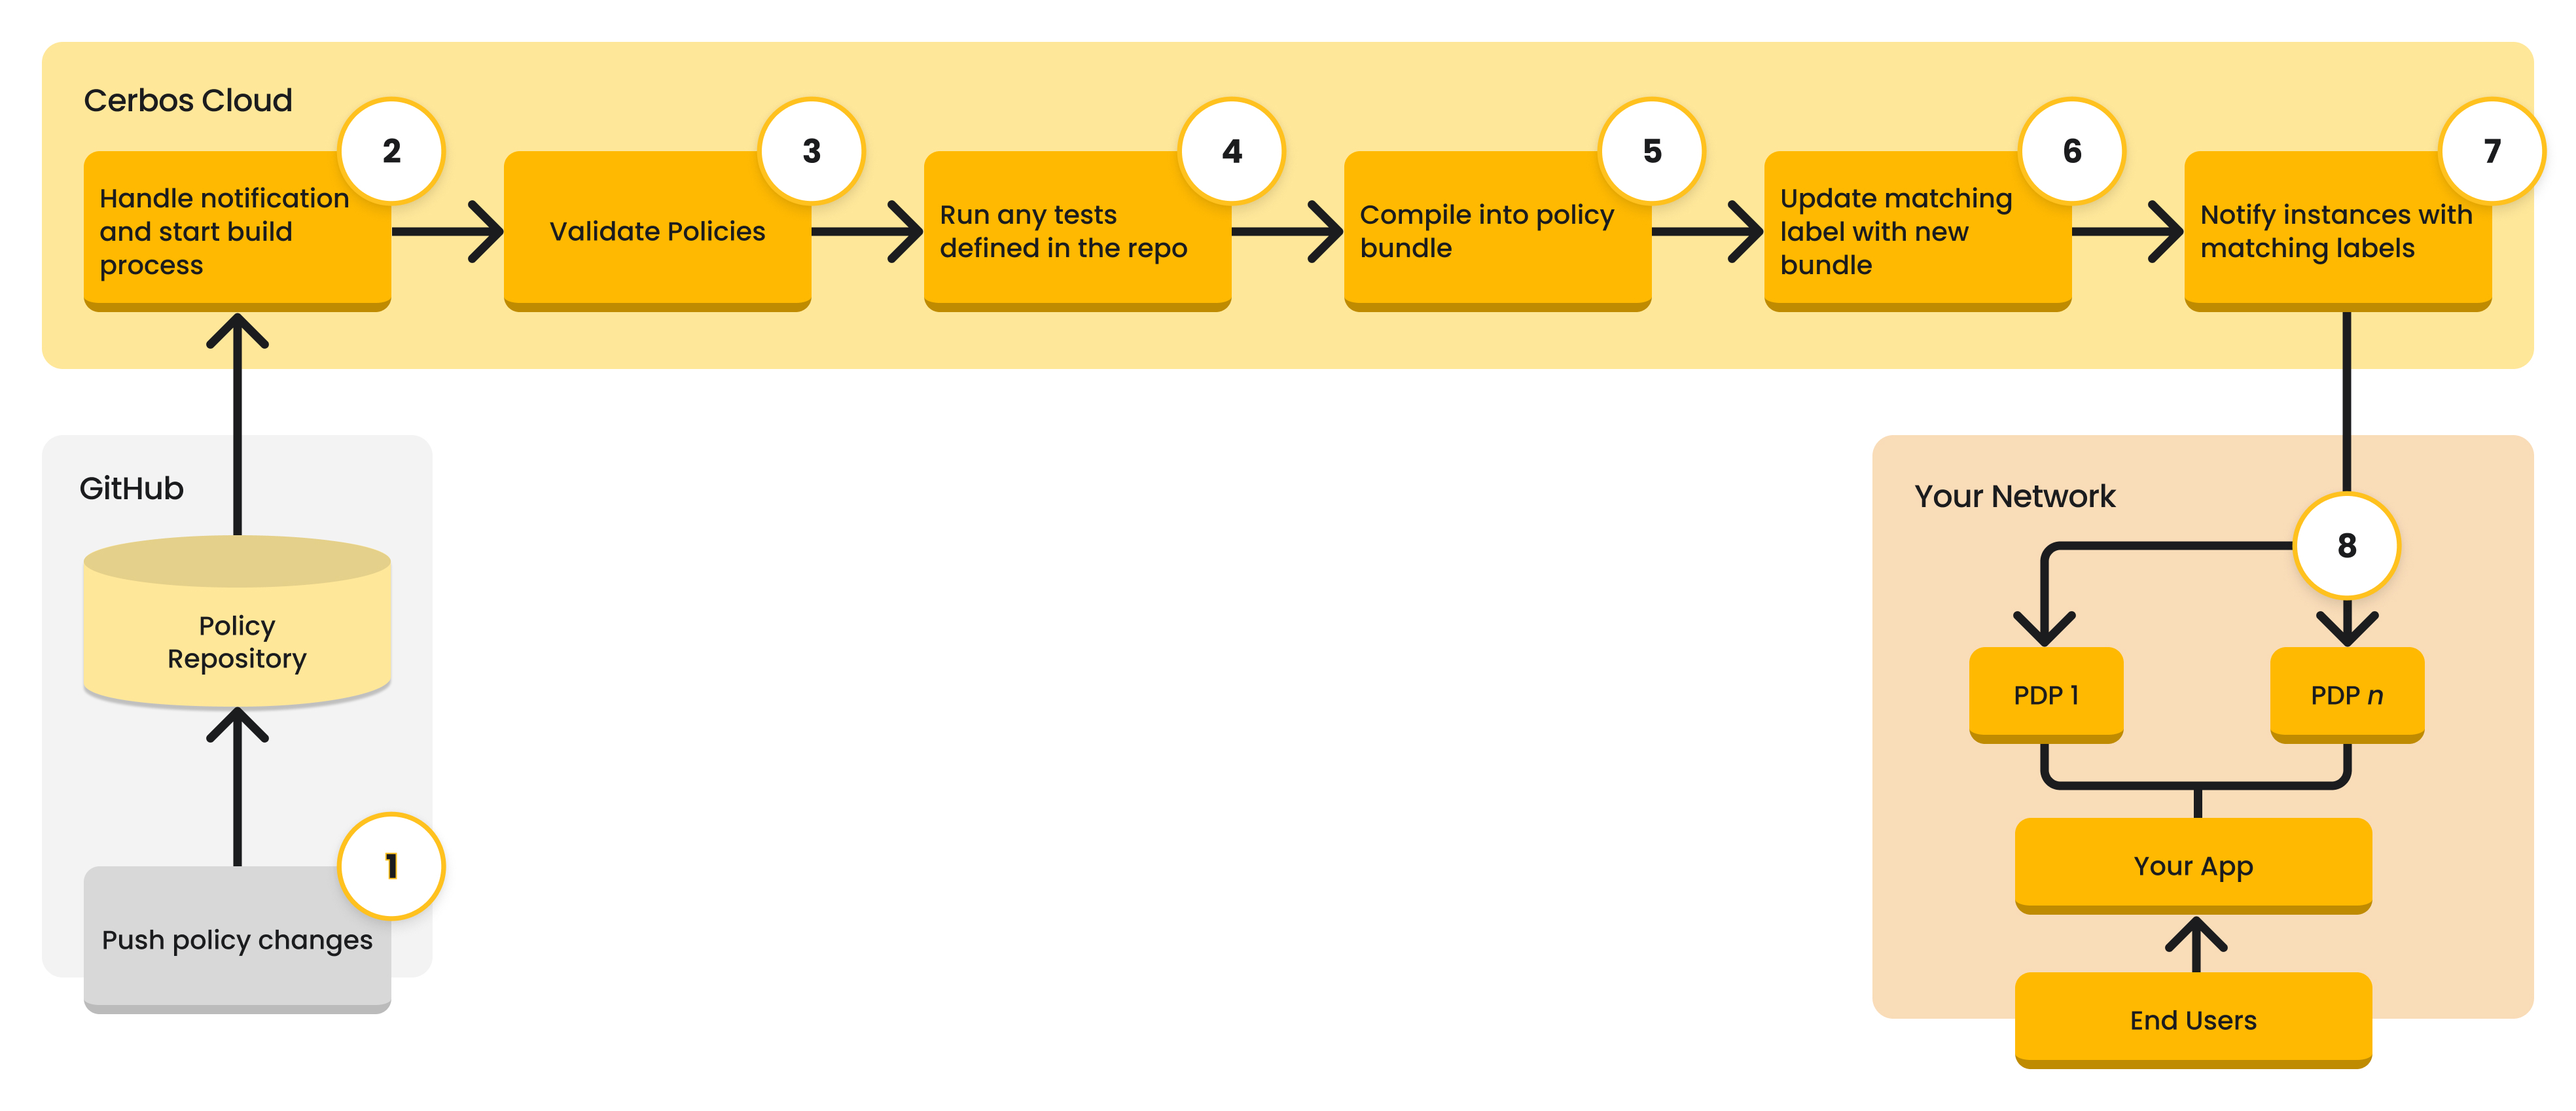 Cerbos Cloud
2
Handle notification
and start build
process
3
Validate Policies
4
Run any tests
defined in the repo
5
Compile into policy
bundle
6
Update matching
label with new
bundle
7
Notify instances with
matching labels
GitHub
Policy
Repository
1
Push policy changes
Your Network
8
PDP 1
PDP n
Your App
End Users